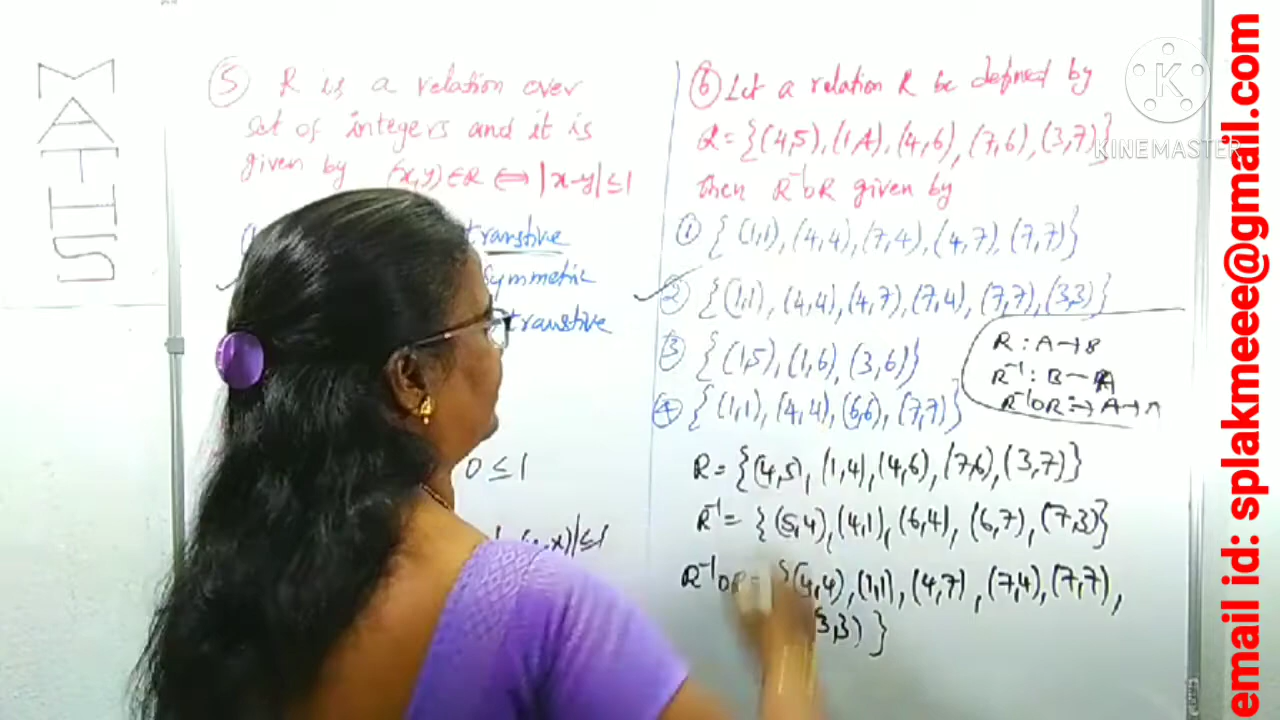 MATHS
⑤ R is a relation over
set of integers and it is
given by (x,y)∈R ⇔ |x-y|≤1
transtive
symmetric
transtive
0 ≤ 1
x)|≤1
⑥ Let a relation R be defined by
R = {(4,5), (1,4), (4,6), (7,6), (3,7)}
then R⁻¹oR given by
① {(1,1), (4,4), (7,4), (4,7), (7,7)}
② {(1,1), (4,4), (4,7), (7,4), (7,7), (3,3)}
③ {(1,5), (1,6), (3,6)}
④ {(1,1), (4,4), (6,6), (7,7)}
R : A→B
R⁻¹ : B→A
R⁻¹oR :→ A→A
R = {(4,5), (1,4), (4,6), (7,6), (3,7)}
R⁻¹ = {(5,4), (4,1), (6,4), (6,7), (7,3)}
R⁻¹oR = {(4,4), (1,1), (4,7), (7,4), (7,7),
3,3)}
K
KINEMASTER
email id: splakmeee@gmail.com